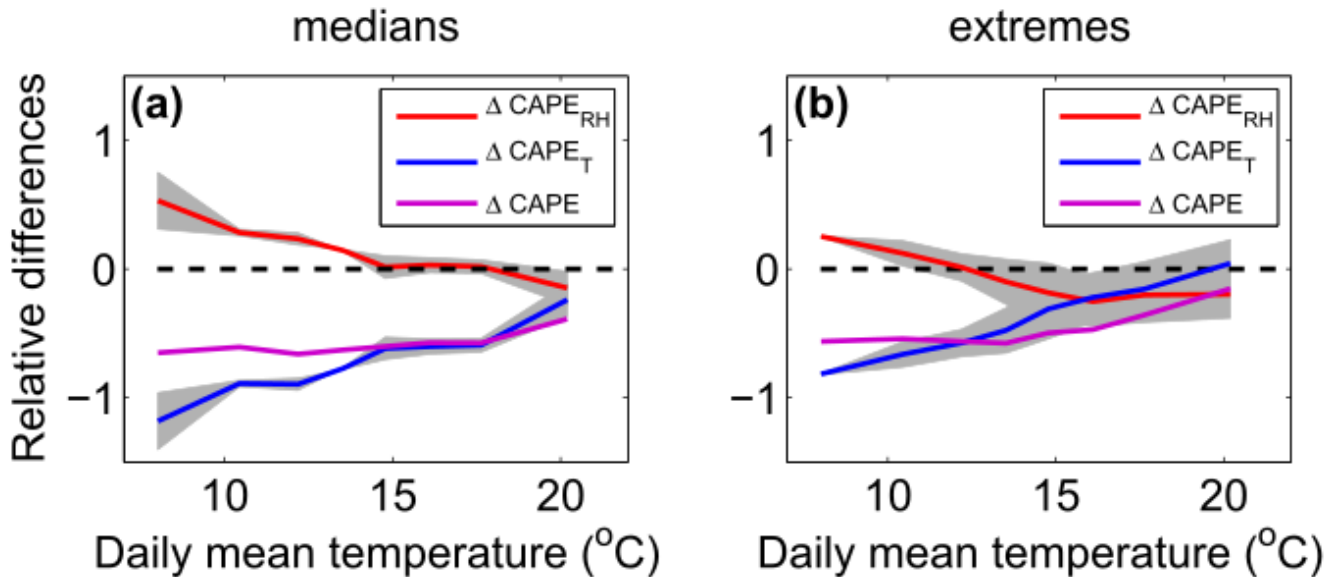 medians
extremes
Relative differences
(a)
Δ CAPE_RH
Δ CAPE_T
Δ CAPE
1
0
−1
10 15 20
Daily mean temperature (°C)
(b)
Δ CAPE_RH
Δ CAPE_T
Δ CAPE
1
0
−1
10 15 20
Daily mean temperature (°C)